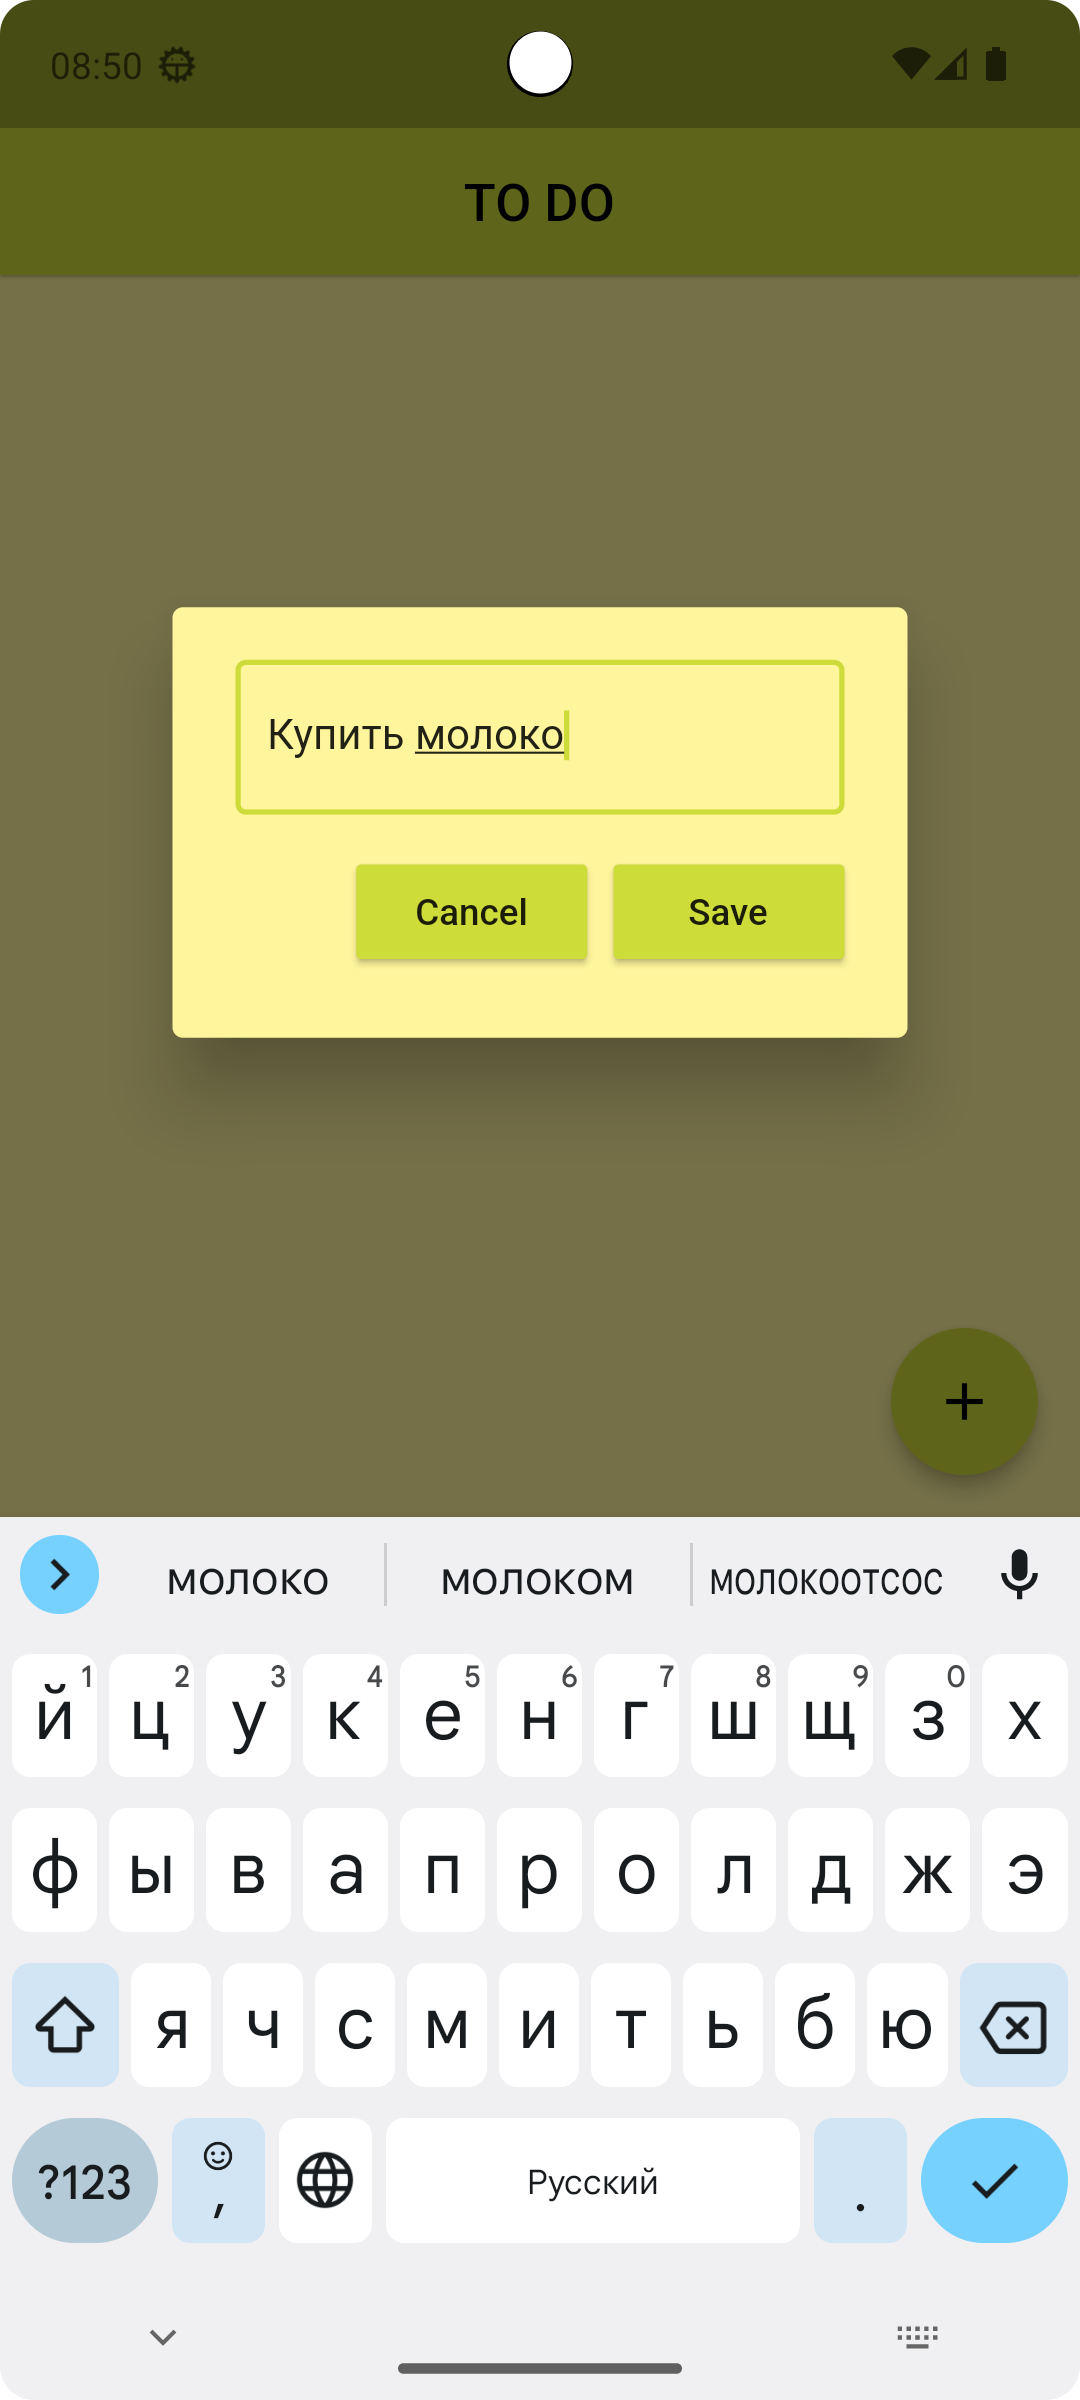 08:50
TO DO
Купить молоко
Cancel Save
молоко молоком молокоотсос
й 1 ц 2 у 3 к 4 е 5 н 6 г 7 ш 8 щ 9 з 0 х
ф ы в а п р о л д ж э
я ч с м и т ь б ю
?123 , Русский .